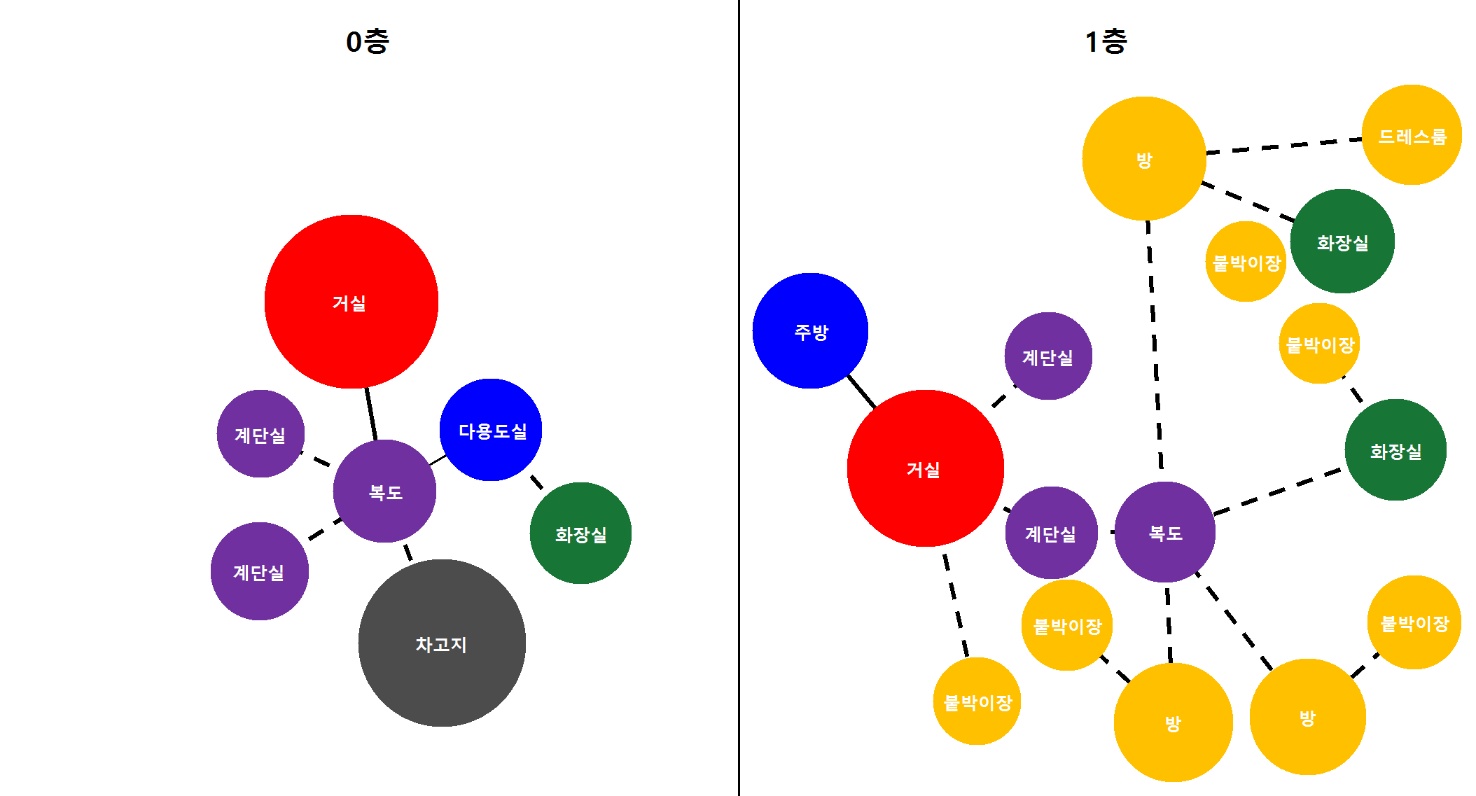 0층
거실
계단실
다용도실
복도
화장실
계단실
차고지
1층
드레스룸
방
화장실
붙박이장
주방
붙박이장
계단실
화장실
거실
계단실
복도
붙박이장
붙박이장
붙박이장
방
방